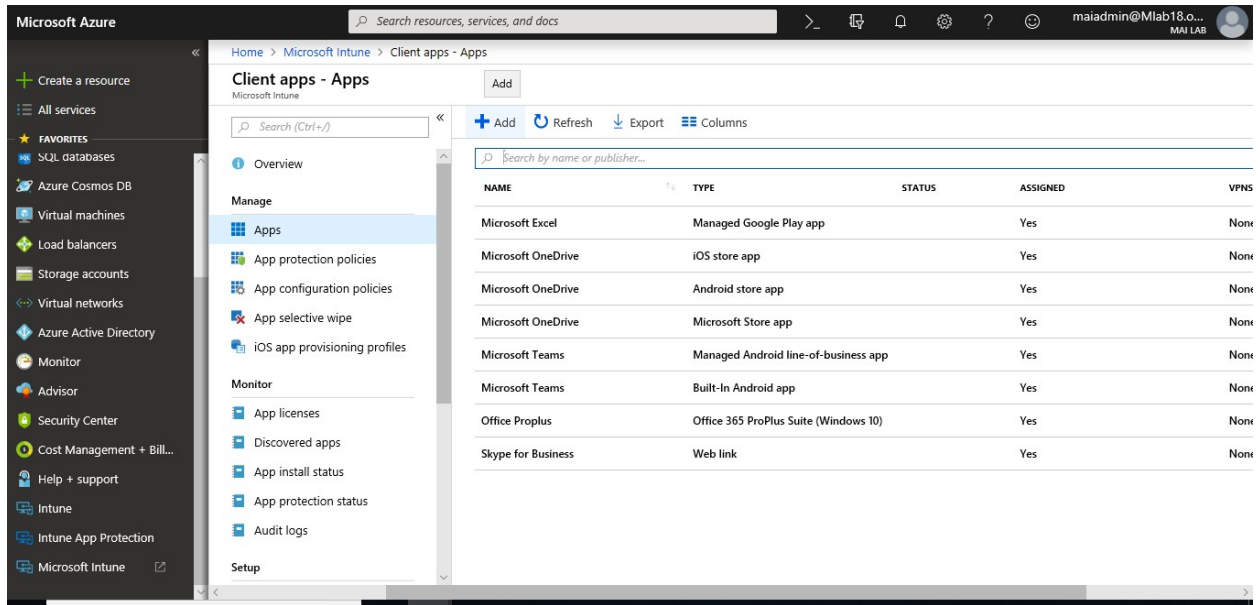 Microsoft Azure
Search resources, services, and docs
maiadmin@Mlab18.o...
MAI LAB
Create a resource
All services
FAVORITES
SQL databases
Azure Cosmos DB
Virtual machines
Load balancers
Storage accounts
Virtual networks
Azure Active Directory
Monitor
Advisor
Security Center
Cost Management + Bill...
Help + support
Intune
Intune App Protection
Microsoft Intune
Home > Microsoft Intune > Client apps - Apps
Client apps - Apps
Microsoft Intune
Search (Ctrl+/)
Overview
Manage
Apps
App protection policies
App configuration policies
App selective wipe
iOS app provisioning profiles
Monitor
App licenses
Discovered apps
App install status
App protection status
Audit logs
Setup
Add
Add Refresh Export Columns
Search by name or publisher...
NAME TYPE STATUS ASSIGNED VPNS
Microsoft Excel Managed Google Play app Yes None
Microsoft OneDrive iOS store app Yes None
Microsoft OneDrive Android store app Yes None
Microsoft OneDrive Microsoft Store app Yes None
Microsoft Teams Managed Android line-of-business app Yes None
Microsoft Teams Built-In Android app Yes None
Office Proplus Office 365 ProPlus Suite (Windows 10) Yes None
Skype for Business Web link Yes None